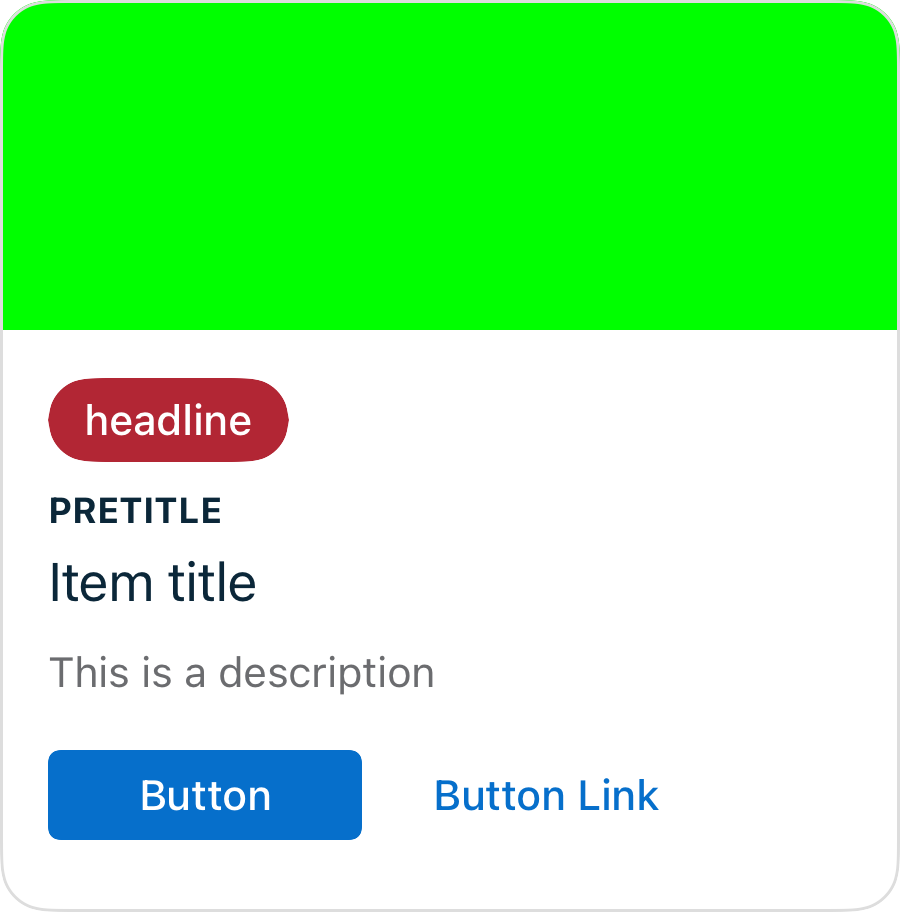 headline
PRETITLE
Item title
This is a description
Button Button Link